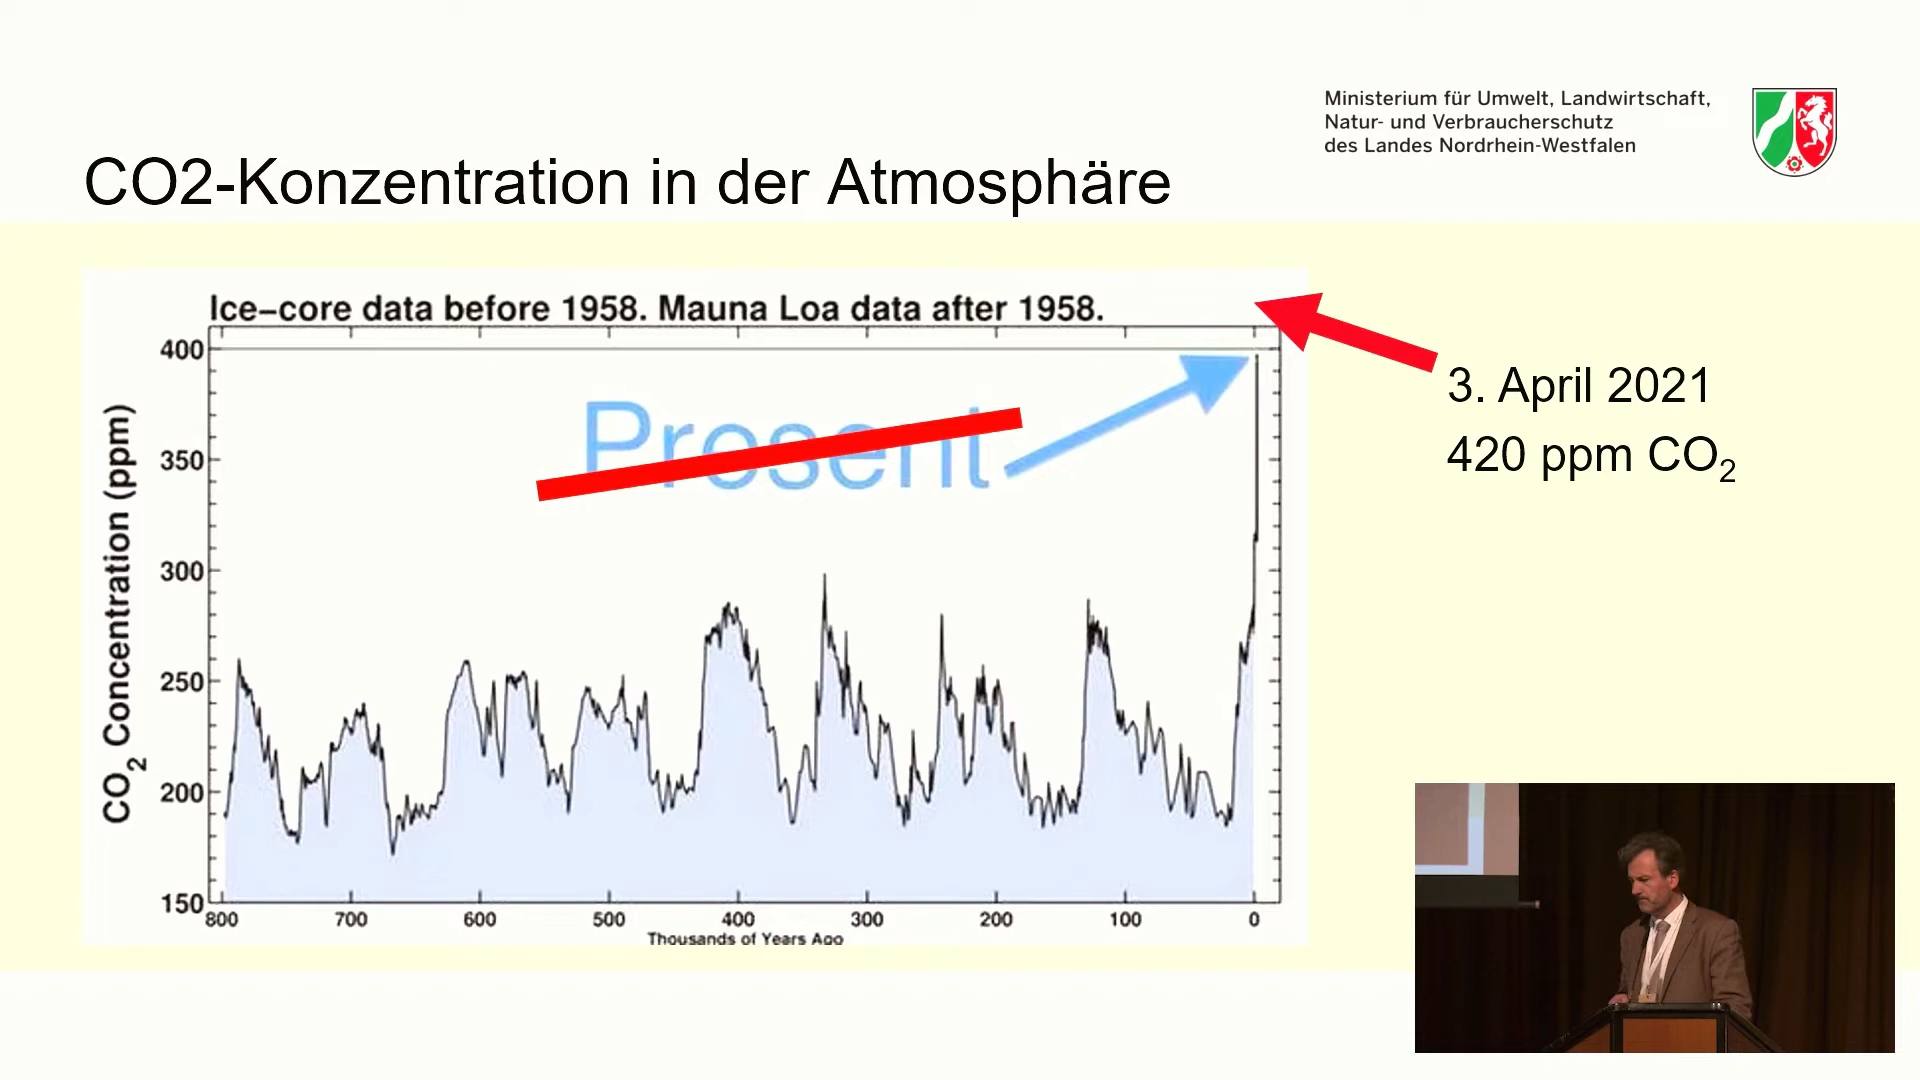 Ministerium für Umwelt, Landwirtschaft,
Natur- und Verbraucherschutz
des Landes Nordrhein-Westfalen
CO2-Konzentration in der Atmosphäre
Ice-core data before 1958. Mauna Loa data after 1958.
Present
3. April 2021
420 ppm CO₂
CO₂ Concentration (ppm)
400
350
300
250
200
150
800 700 600 500 400 300 200 100 0
Thousands of Years Ago